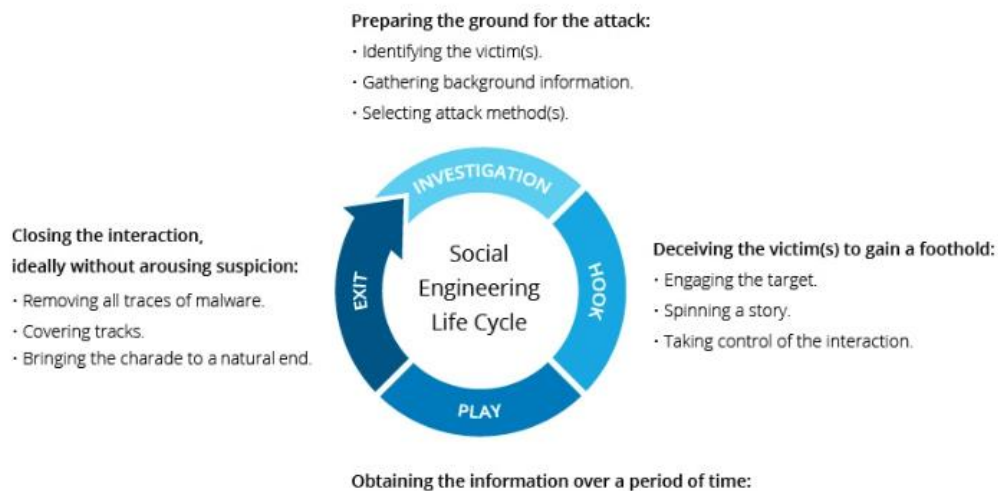 Preparing the ground for the attack:
· Identifying the victim(s).
· Gathering background information.
· Selecting attack method(s).
INVESTIGATION
Closing the interaction,
ideally without arousing suspicion:
· Removing all traces of malware.
· Covering tracks.
· Bringing the charade to a natural end.
EXIT
Social
Engineering
Life Cycle
HOOK
Deceiving the victim(s) to gain a foothold:
· Engaging the target.
· Spinning a story.
· Taking control of the interaction.
PLAY
Obtaining the information over a period of time: